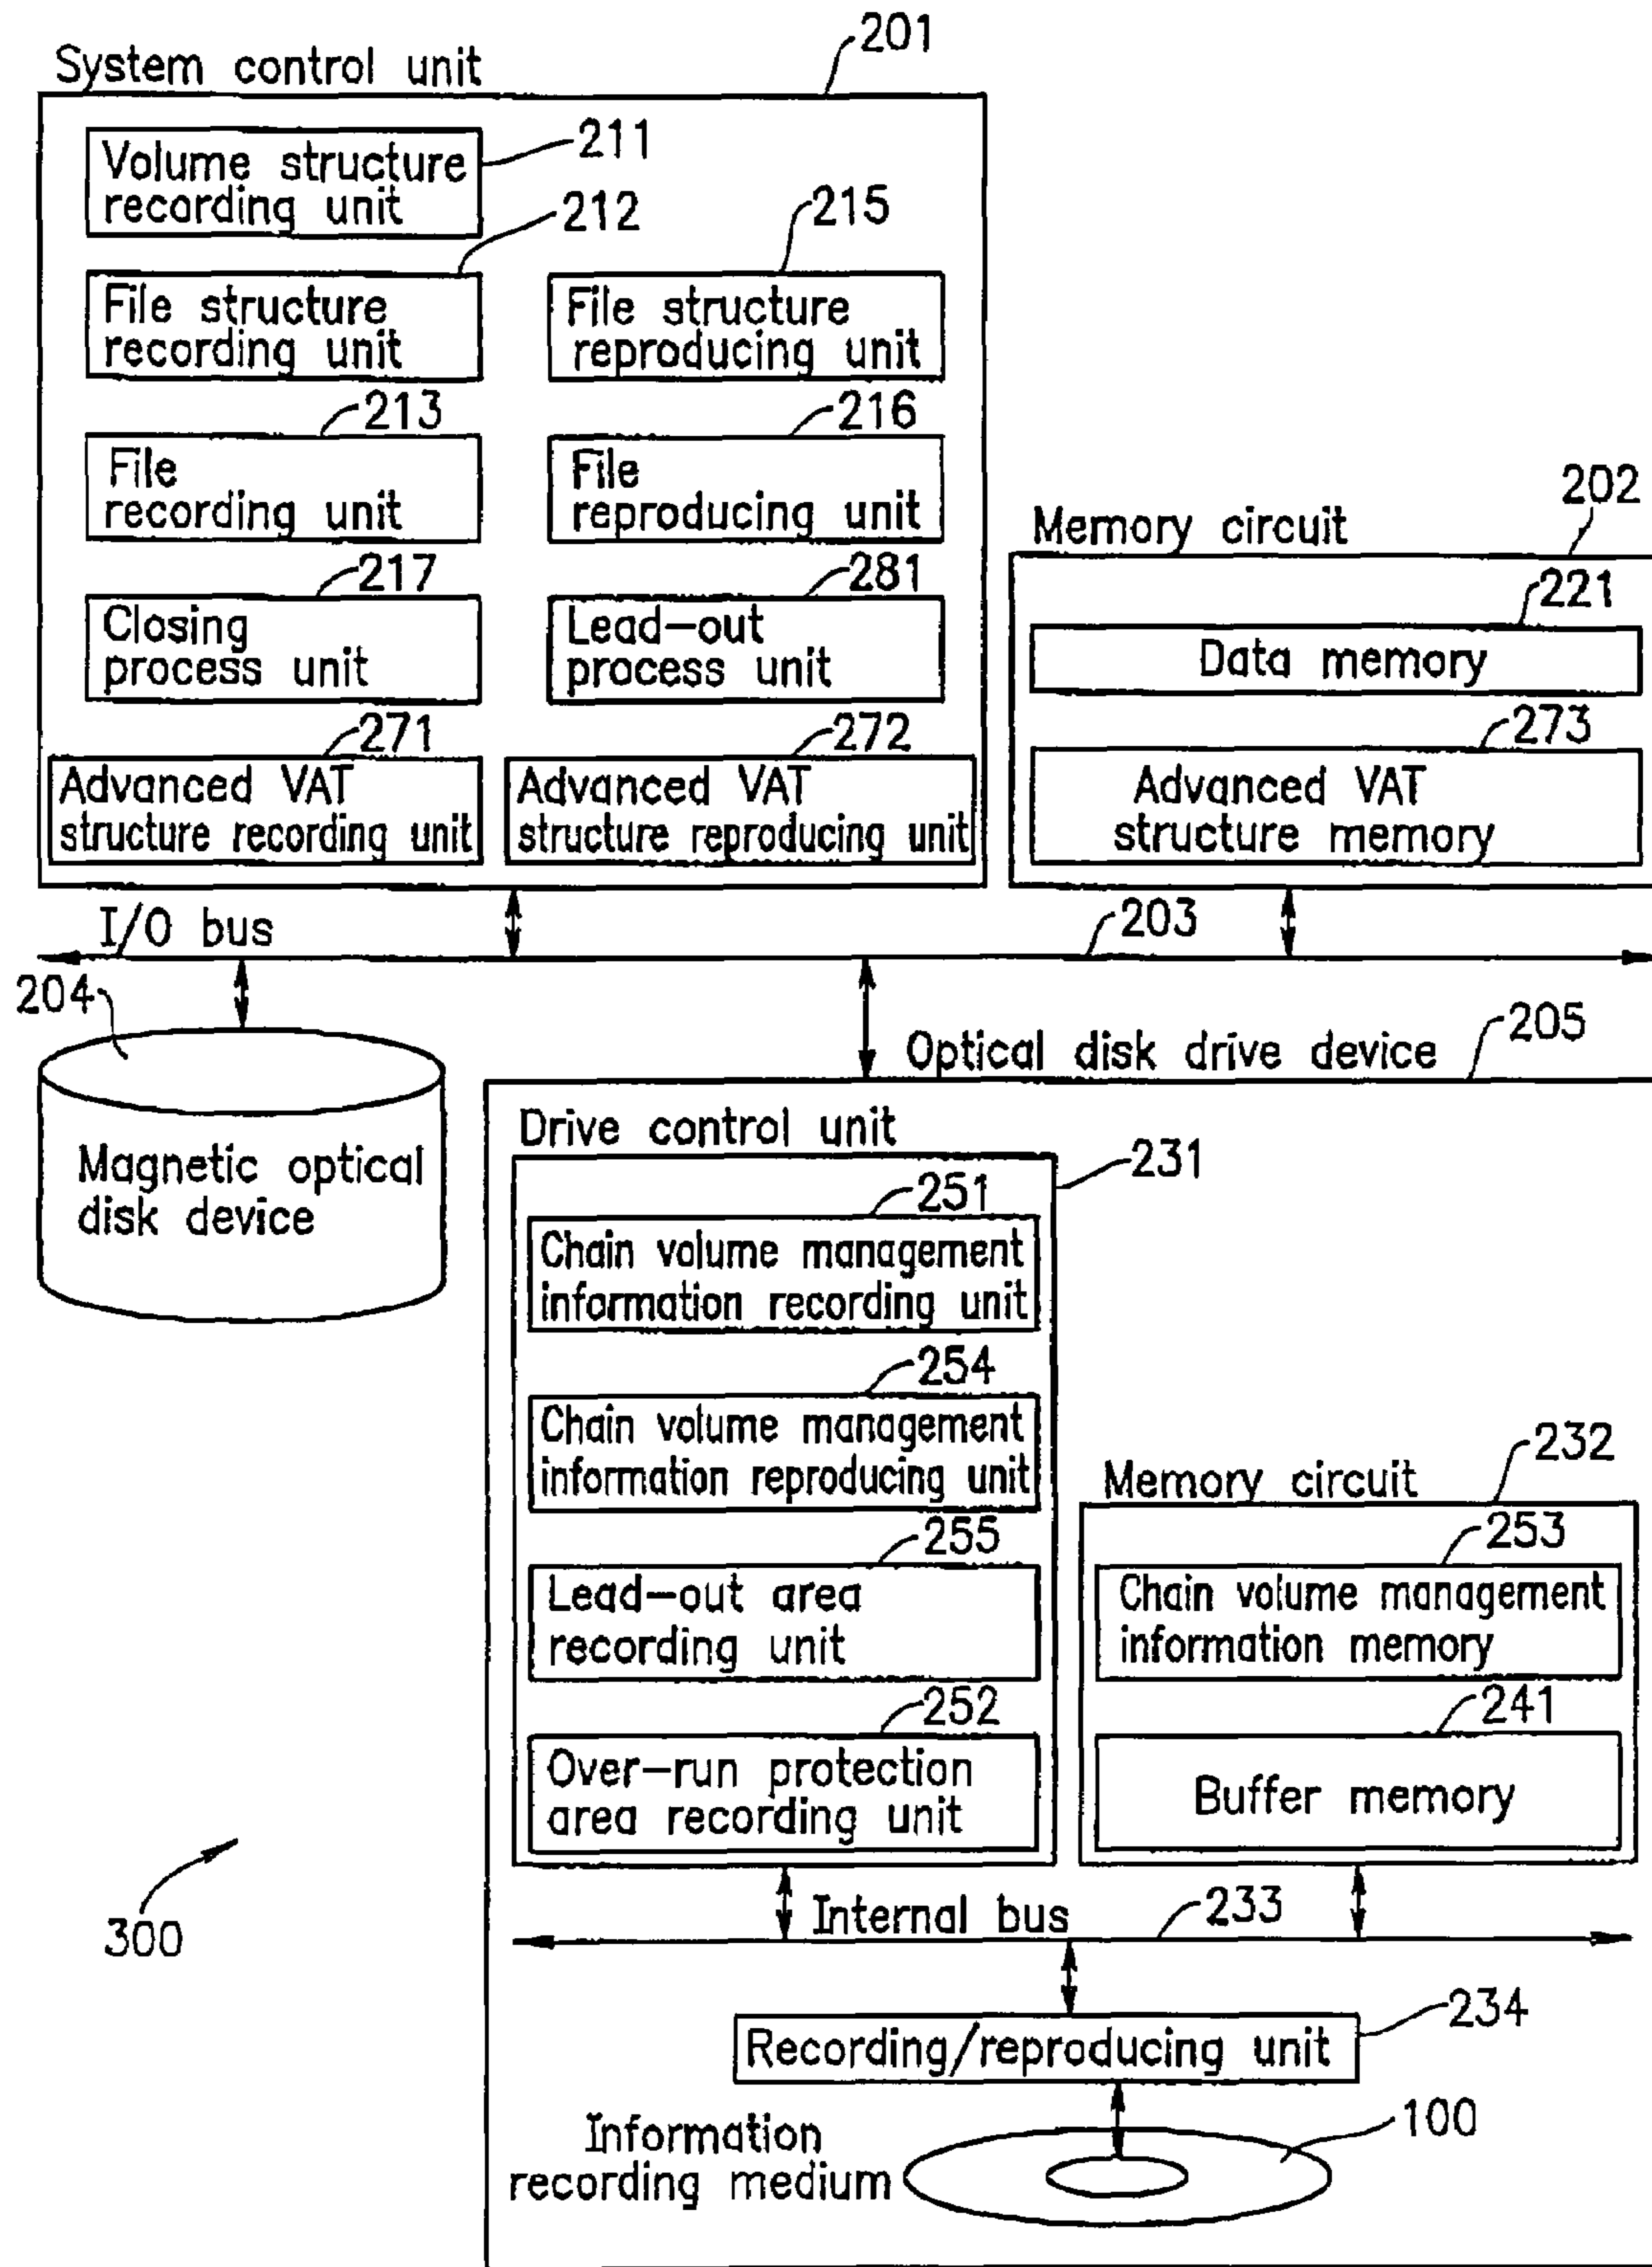 201
System control unit
211
Volume structure
recording unit
212
215
File structure
recording unit
File structure
reproducing unit
213
216
File
recording unit
File
reproducing unit
217
281
Closing
process unit
Lead-out
process unit
271
272
Advanced VAT
structure recording unit
Advanced VAT
structure reproducing unit
202
Memory circuit
221
Data memory
273
Advanced VAT
structure memory
I/O bus
203
204
Magnetic optical
disk device
205
Optical disk drive device
Drive control unit
231
251
Chain volume management
information recording unit
254
Chain volume management
information reproducing unit
255
Lead-out area
recording unit
252
Over-run protection
area recording unit
232
Memory circuit
253
Chain volume management
information memory
241
Buffer memory
300
Internal bus
233
234
Recording/reproducing unit
100
Information
recording medium